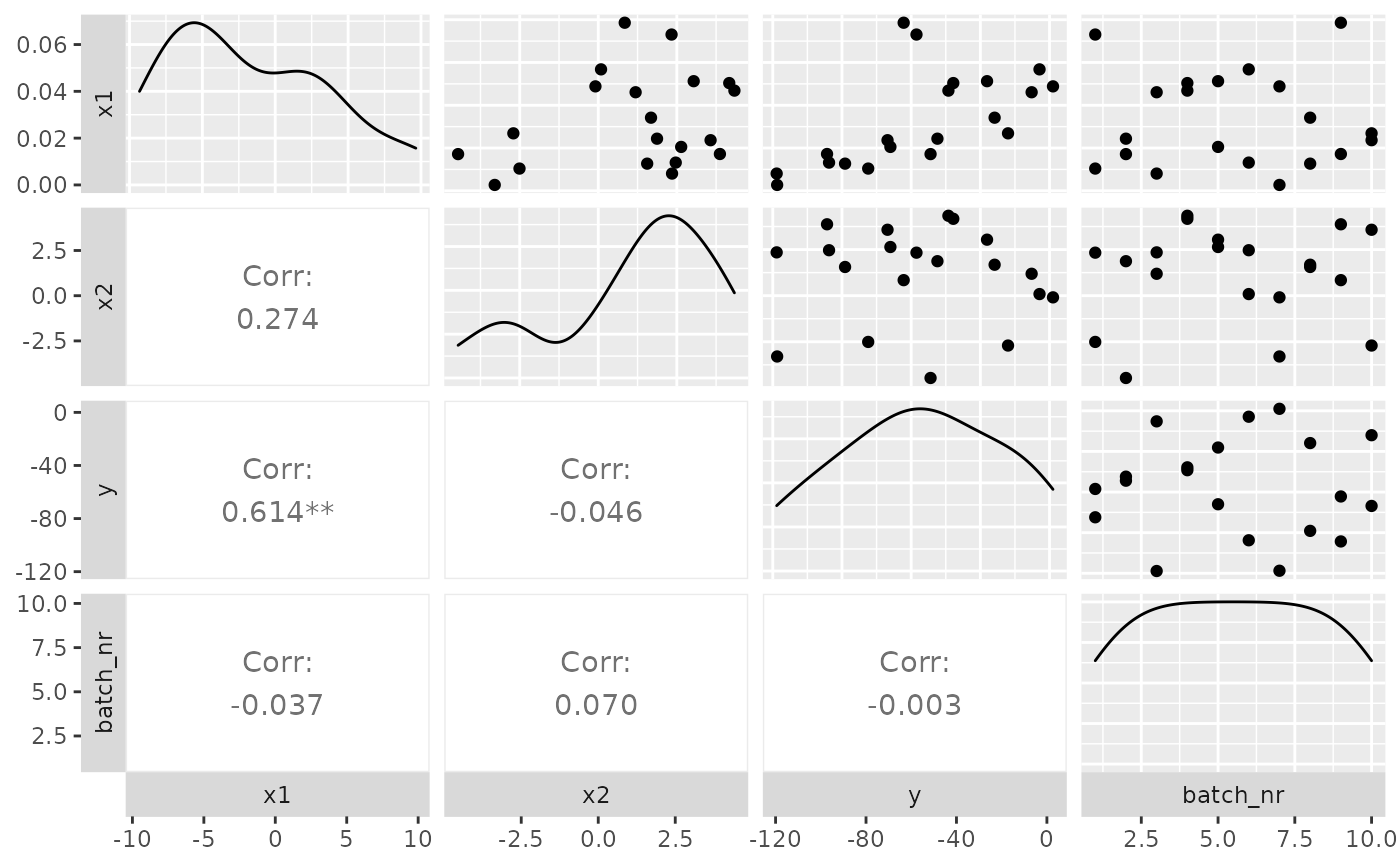 0.06
0.04
0.02
0.00
x1
2.5
0.0
-2.5
x2
Corr:
0.274
0
-40
-80
-120
y
Corr:
0.614**
Corr:
-0.046
10.0
7.5
5.0
2.5
batch_nr
Corr:
-0.037
Corr:
0.070
Corr:
-0.003
x1
x2
y
batch_nr
-10 -5 0 5 10
-2.5 0.0 2.5
-120 -80 -40 0
2.5 5.0 7.5 10.0